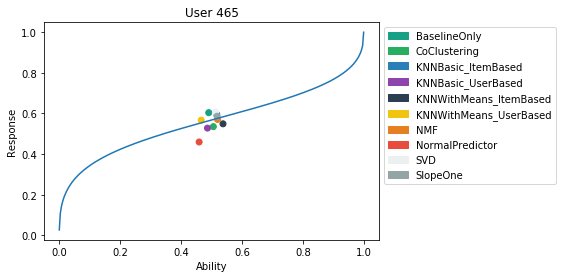 User 465
1.0
0.8
0.6
0.4
0.2
0.0
Response
0.0 0.2 0.4 0.6 0.8 1.0
Ability
BaselineOnly
CoClustering
KNNBasic_ItemBased
KNNBasic_UserBased
KNNWithMeans_ItemBased
KNNWithMeans_UserBased
NMF
NormalPredictor
SVD
SlopeOne